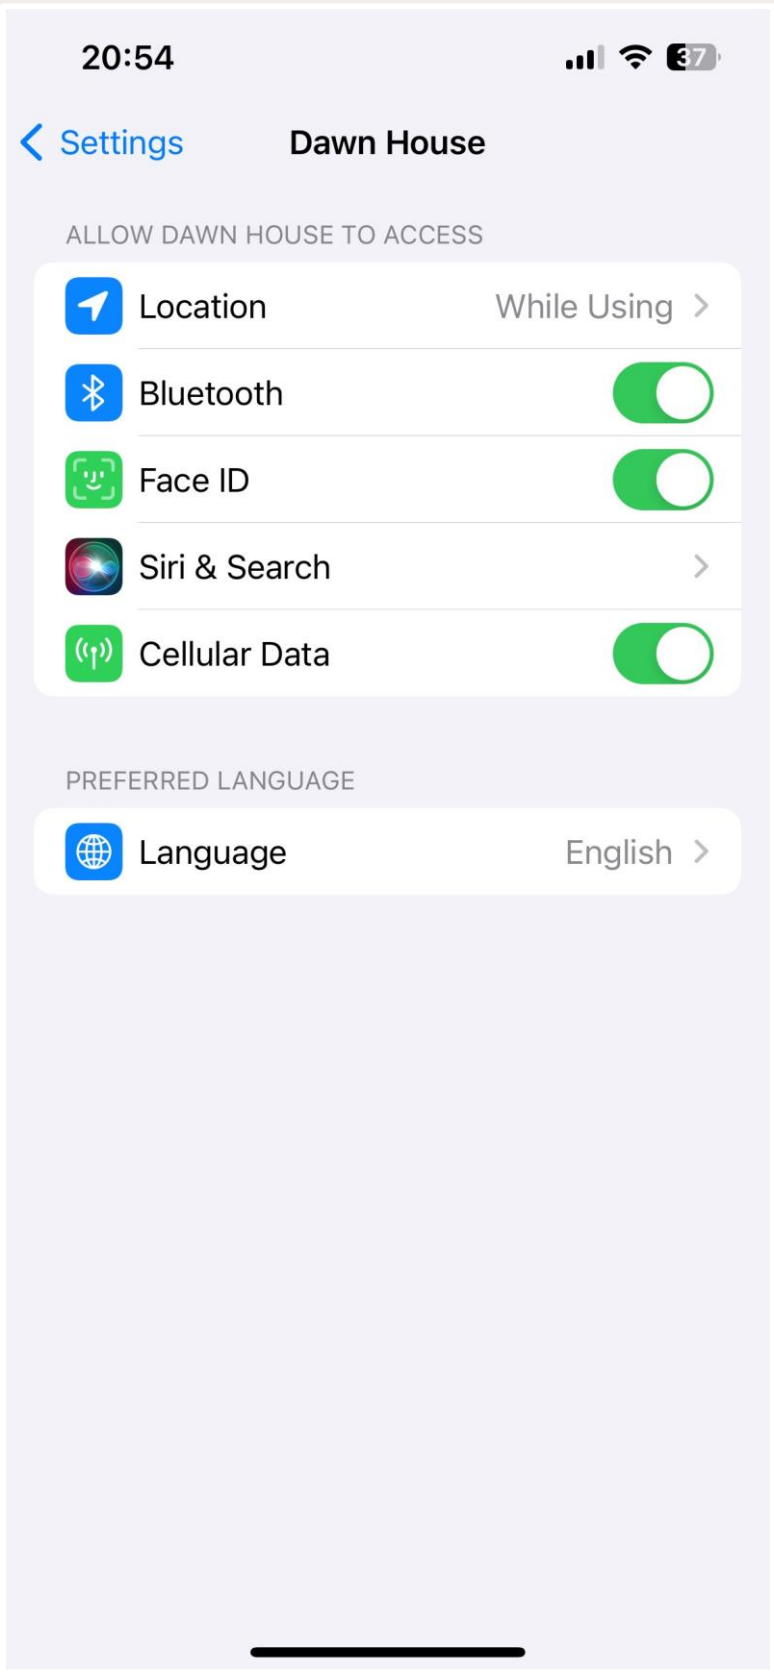 20:54 37
Settings Dawn House
ALLOW DAWN HOUSE TO ACCESS
Location While Using
Bluetooth
Face ID
Siri & Search
Cellular Data
PREFERRED LANGUAGE
Language English